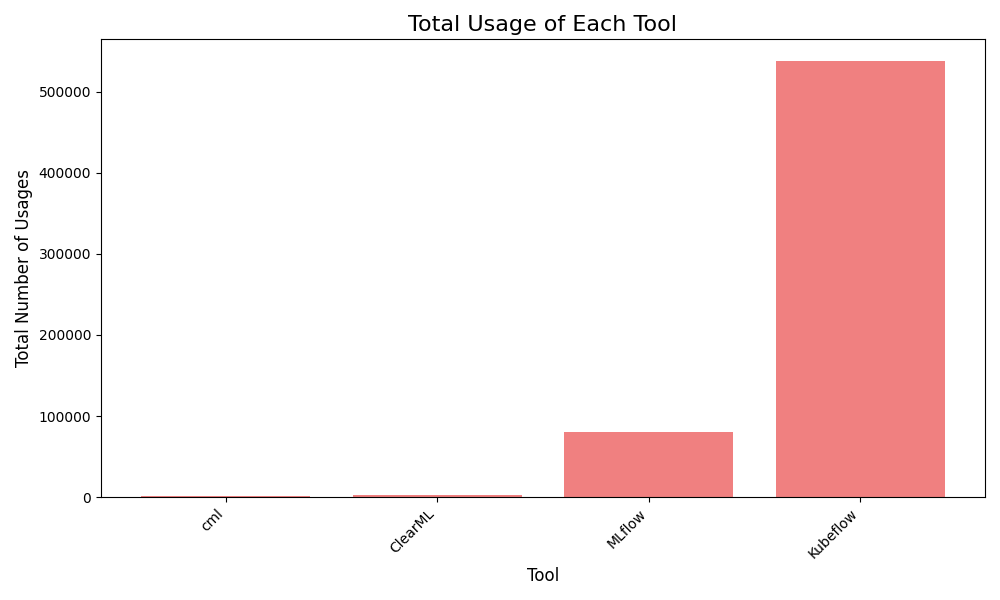 Total Usage of Each Tool
Total Number of Usages
500000
400000
300000
200000
100000
0
cml
ClearML
MLflow
Kubeflow
Tool